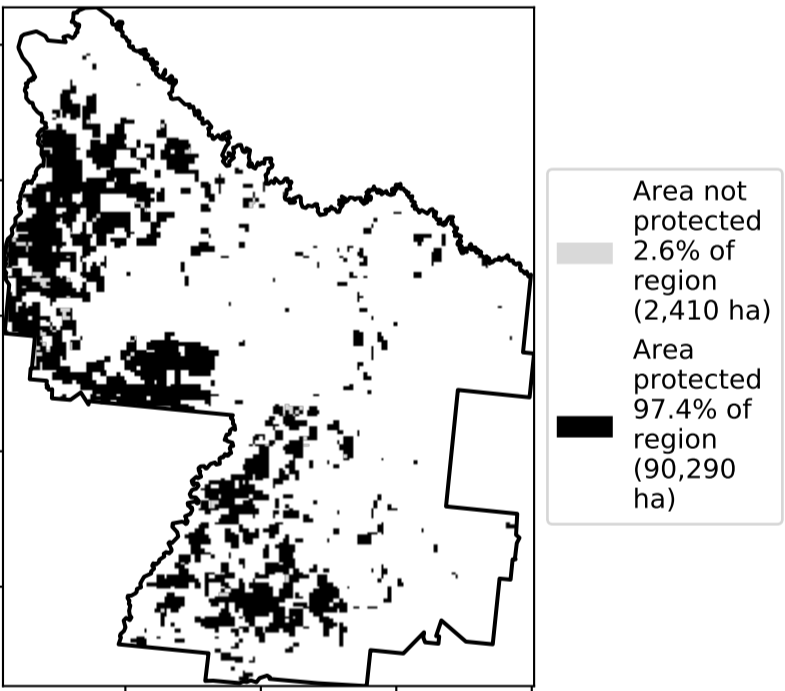 Area not
protected
2.6% of
region
(2,410 ha)
Area
protected
97.4% of
region
(90,290
ha)